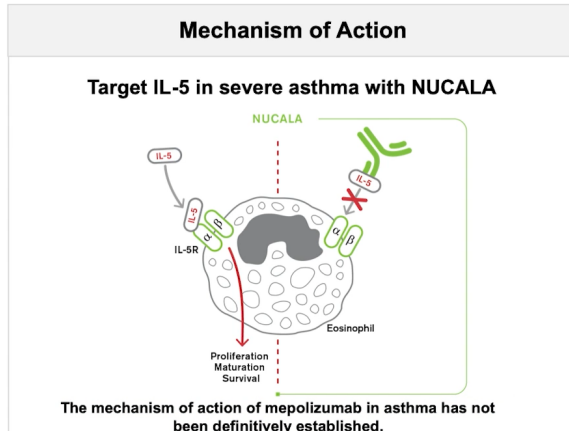 Mechanism of Action
Target IL-5 in severe asthma with NUCALA
NUCALA
IL-5
IL-5
IL-5
α
β
α
β
IL-5R
Eosinophil
Proliferation
Maturation
Survival
The mechanism of action of mepolizumab in asthma has not
been definitively established.